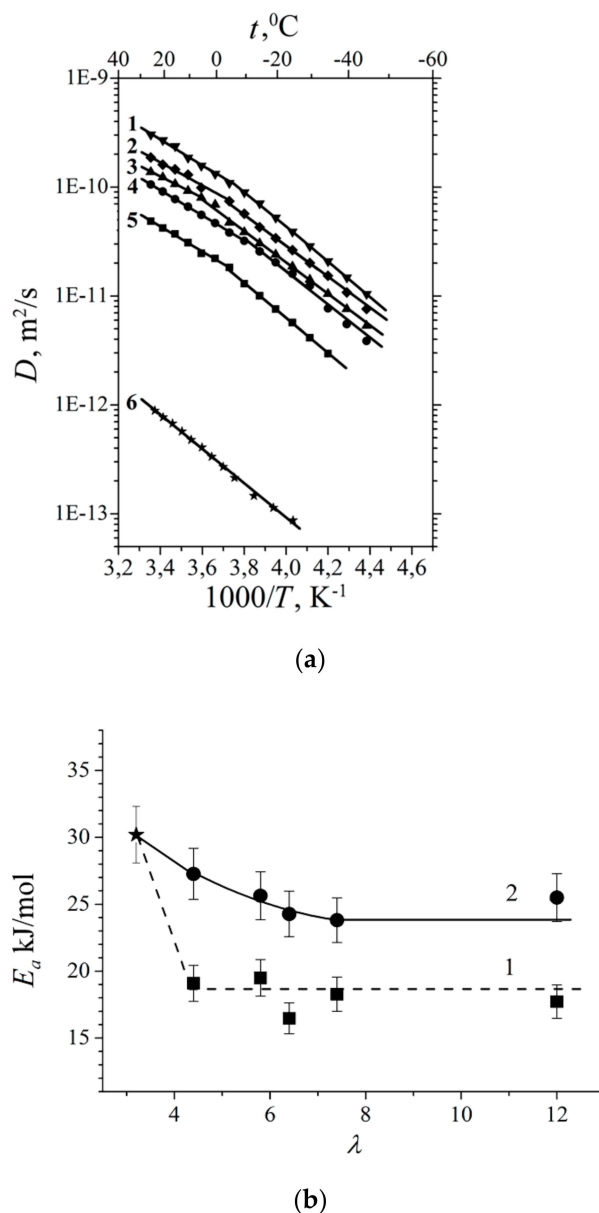 t,⁰C
40 20 0 -20 -40 -60
1E-9
1
2
3
1E-10
4
5
1E-11
D, m²/s
1E-12
6
1E-13
3,2 3,4 3,6 3,8 4,0 4,2 4,4 4,6
1000/T, K⁻¹
(a)
35
30
25
2
Eₐ kJ/mol
20
1
15
4 6 8 10 12
λ
(b)